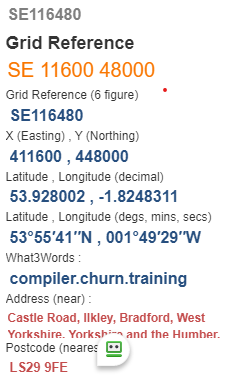 SE116480
Grid Reference
SE 11600 48000
Grid Reference (6 figure)
SE116480
X (Easting) , Y (Northing)
411600 , 448000
Latitude , Longitude (decimal)
53.928002 , -1.8248311
Latitude , Longitude (degs, mins, secs)
53°55′41″N , 001°49′29″W
What3Words :
compiler.churn.training
Address (near) :
Castle Road, Ilkley, Bradford, West
Yorkshire, Yorkshire and the Humber,
Postcode (neares
LS29 9FE